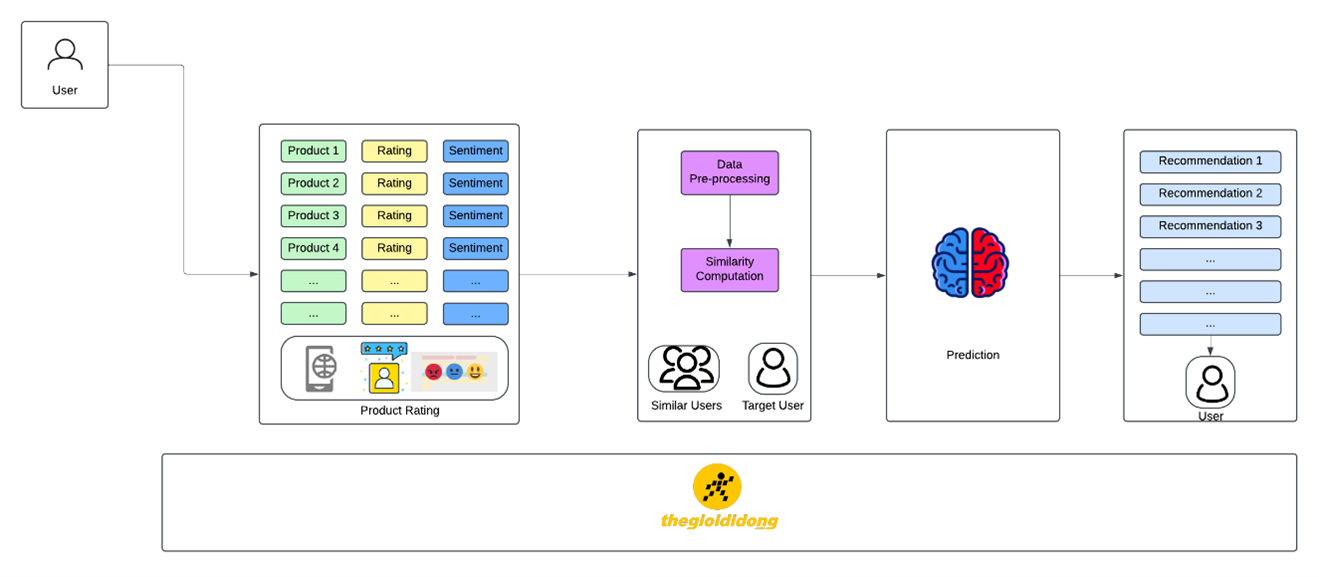 User
Product 1
Rating
Sentiment
Product 2
Rating
Sentiment
Product 3
Rating
Sentiment
Product 4
Rating
Sentiment
...
...
...
...
...
...
Product Rating
Data
Pre-processing
Similarity
Computation
Similar Users
Target User
Prediction
Recommendation 1
Recommendation 2
Recommendation 3
...
...
...
User
thegioididong